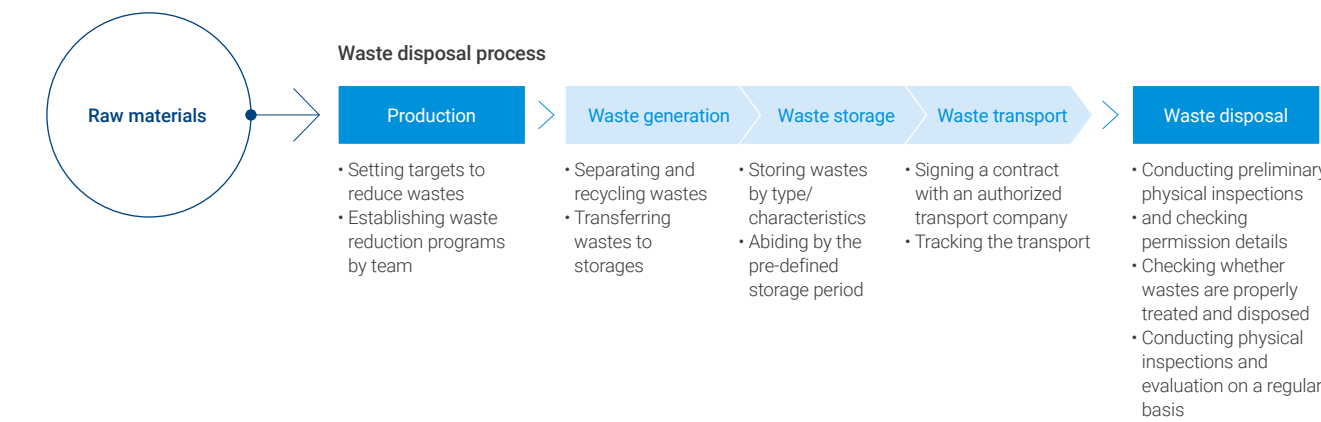 Waste disposal process
Raw materials
Production
Waste generation
Waste storage
Waste transport
Waste disposal
• Setting targets to
reduce wastes
• Establishing waste
reduction programs
by team
• Separating and
recycling wastes
• Transferring
wastes to
storages
• Storing wastes
by type/
characteristics
• Abiding by the
pre-defined
storage period
• Signing a contract
with an authorized
transport company
• Tracking the transport
• Conducting preliminary
physical inspections
• and checking
permission details
• Checking whether
wastes are properly
treated and disposed
• Conducting physical
inspections and
evaluation on a regular
basis